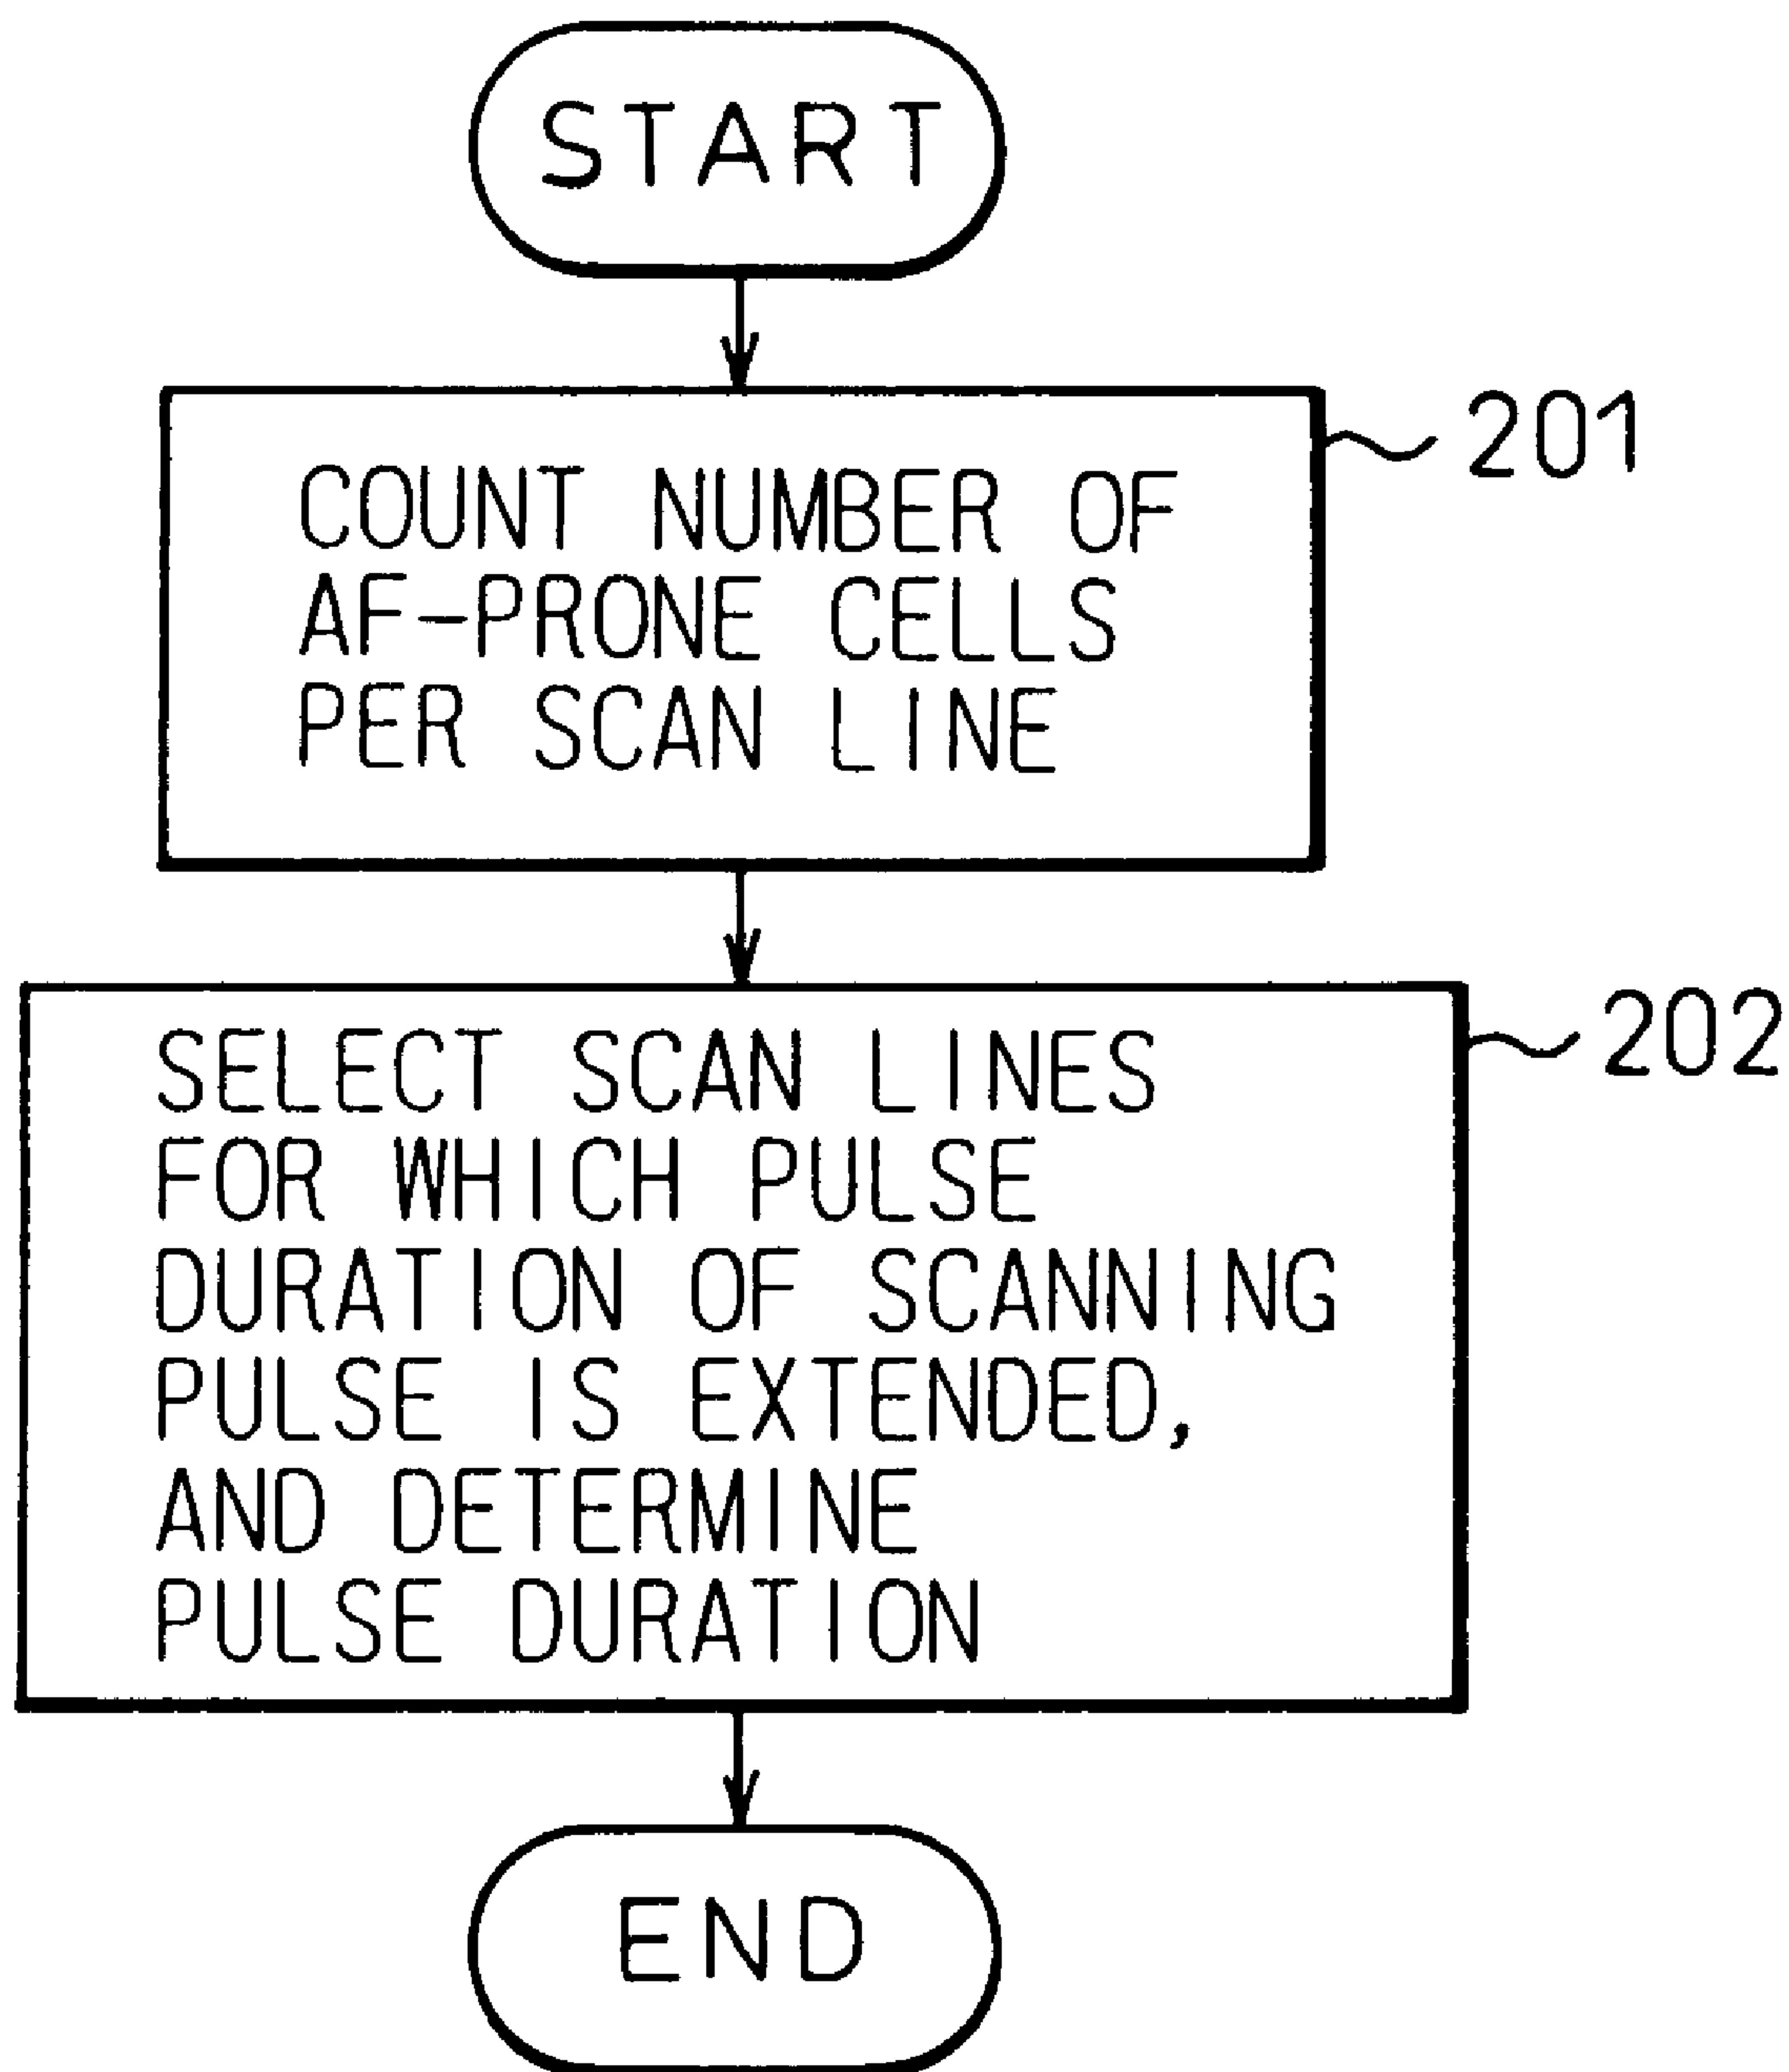 START
201
COUNT NUMBER OF
AF-PRONE CELLS
PER SCAN LINE
202
SELECT SCAN LINES
FOR WHICH PULSE
DURATION OF SCANNING
PULSE IS EXTENDED,
AND DETERMINE
PULSE DURATION
END